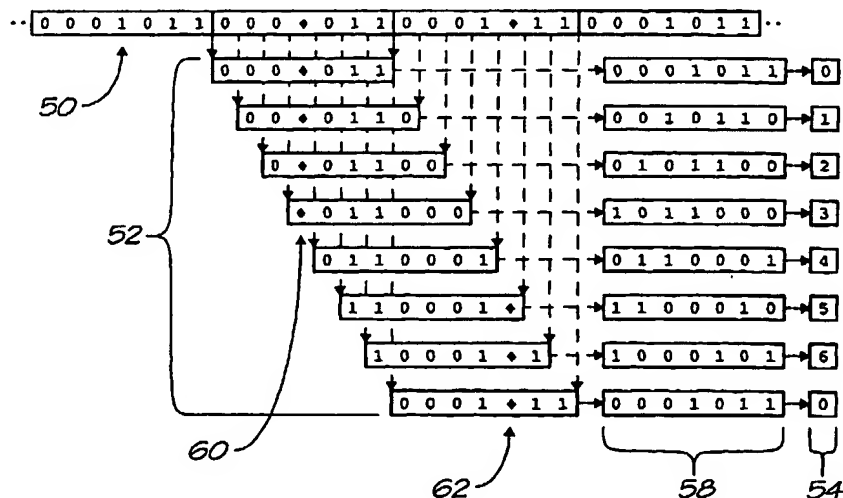 ·· 0 0 0 1 0 1 1 0 0 0 ♦ 0 1 1 0 0 0 1 ♦ 1 1 0 0 0 1 0 1 1 ··
0 0 0 ♦ 0 1 1 0 0 0 1 0 1 1 0
50
0 0 ♦ 0 1 1 0 0 0 1 0 1 1 0 1
0 ♦ 0 1 1 0 0 0 1 0 1 1 0 0 2
♦ 0 1 1 0 0 0 1 0 1 1 0 0 0 3
52
0 1 1 0 0 0 1 0 1 1 0 0 0 1 4
1 1 0 0 0 1 ♦ 1 1 0 0 0 1 0 5
1 0 0 0 1 ♦ 1 1 0 0 0 1 0 1 6
0 0 0 1 ♦ 1 1 0 0 0 1 0 1 1 0
60
62 58 54